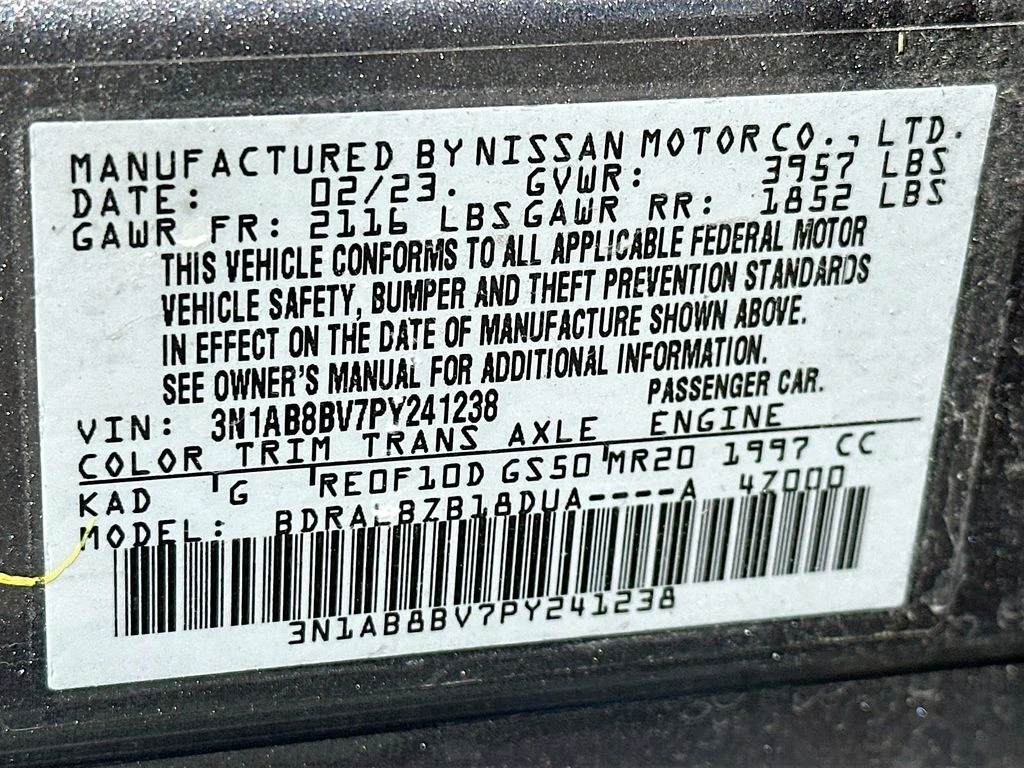 MANUFACTURED BY NISSAN MOTOR CO., LTD.
DATE: 02/23. GVWR: 3957 LBS
GAWR FR: 2116 LBS GAWR RR: 1852 LBS
THIS VEHICLE CONFORMS TO ALL APPLICABLE FEDERAL MOTOR
VEHICLE SAFETY, BUMPER AND THEFT PREVENTION STANDARDS
IN EFFECT ON THE DATE OF MANUFACTURE SHOWN ABOVE.
SEE OWNER'S MANUAL FOR ADDITIONAL INFORMATION.
VIN: 3N1AB8BV7PY241238 PASSENGER CAR.
COLOR TRIM TRANS AXLE ENGINE
KAD G RE0F10D GS50 MR20 1997 CC
MODEL: BDRALBZB18DUA----A 47000
3N1AB8BV7PY241238